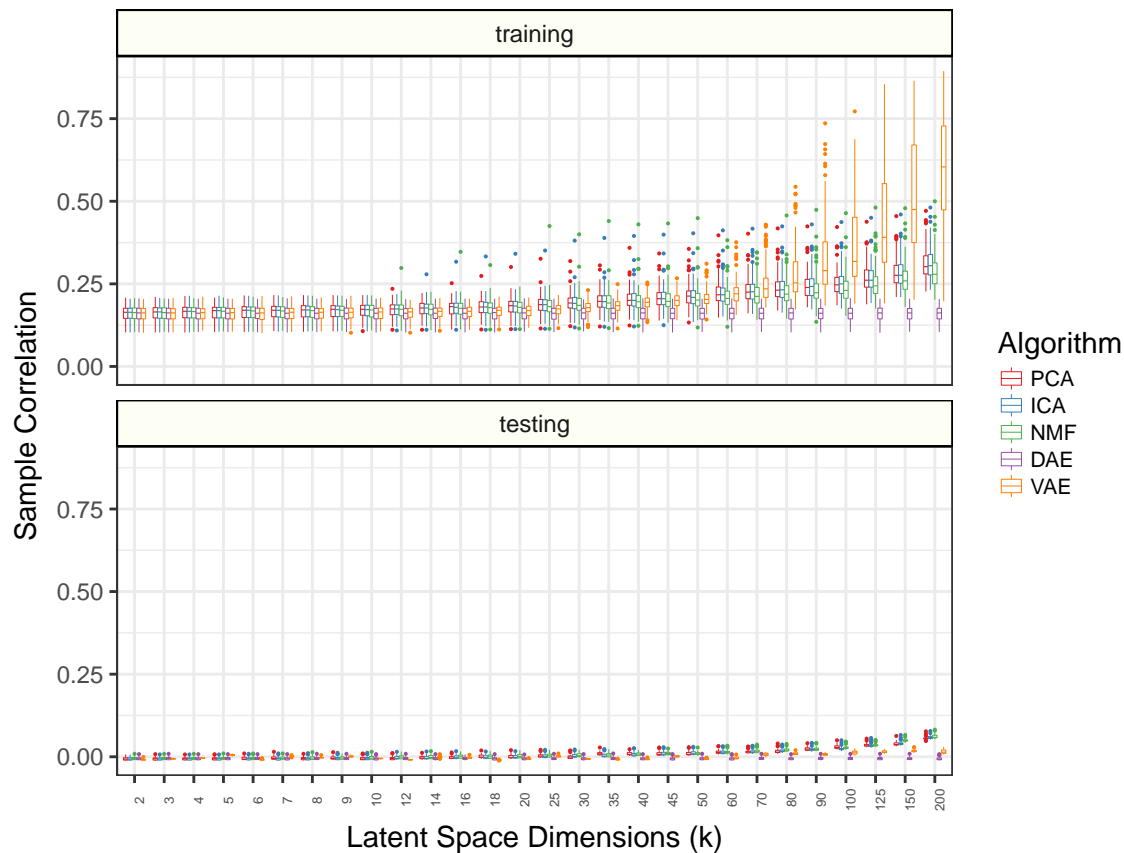 training
0.75
0.50
0.25
0.00
testing
0.75
0.50
0.25
0.00
Sample Correlation
2 3 4 5 6 7 8 9 10 12 14 16 18 20 25 30 35 40 45 50 60 70 80 90 100 125 150 200
Latent Space Dimensions (k)
Algorithm
PCA
ICA
NMF
DAE
VAE